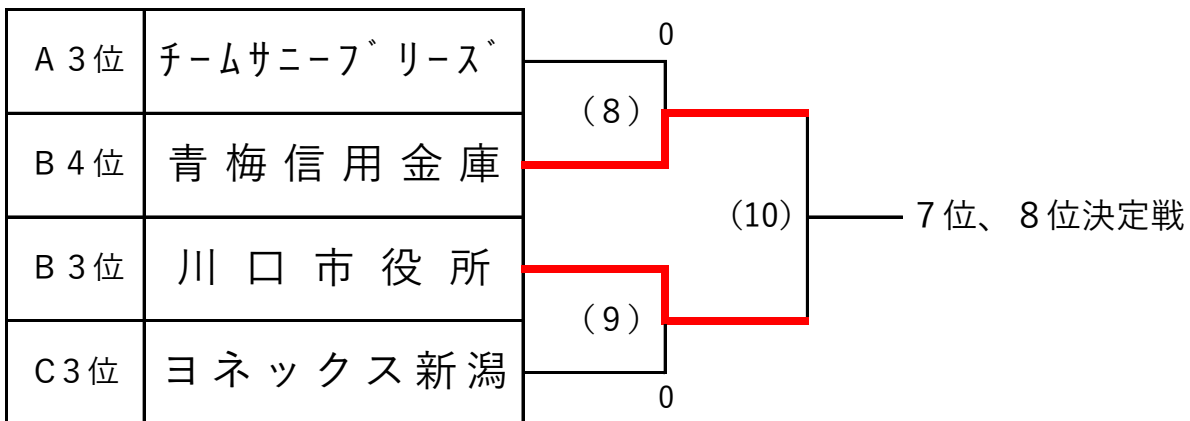 A3位 チームサニーブリーズ
0
(8)
B4位 青梅信用金庫
(10) 7位、8位決定戦
B3位 川口市役所
(9)
C3位 ヨネックス新潟
0